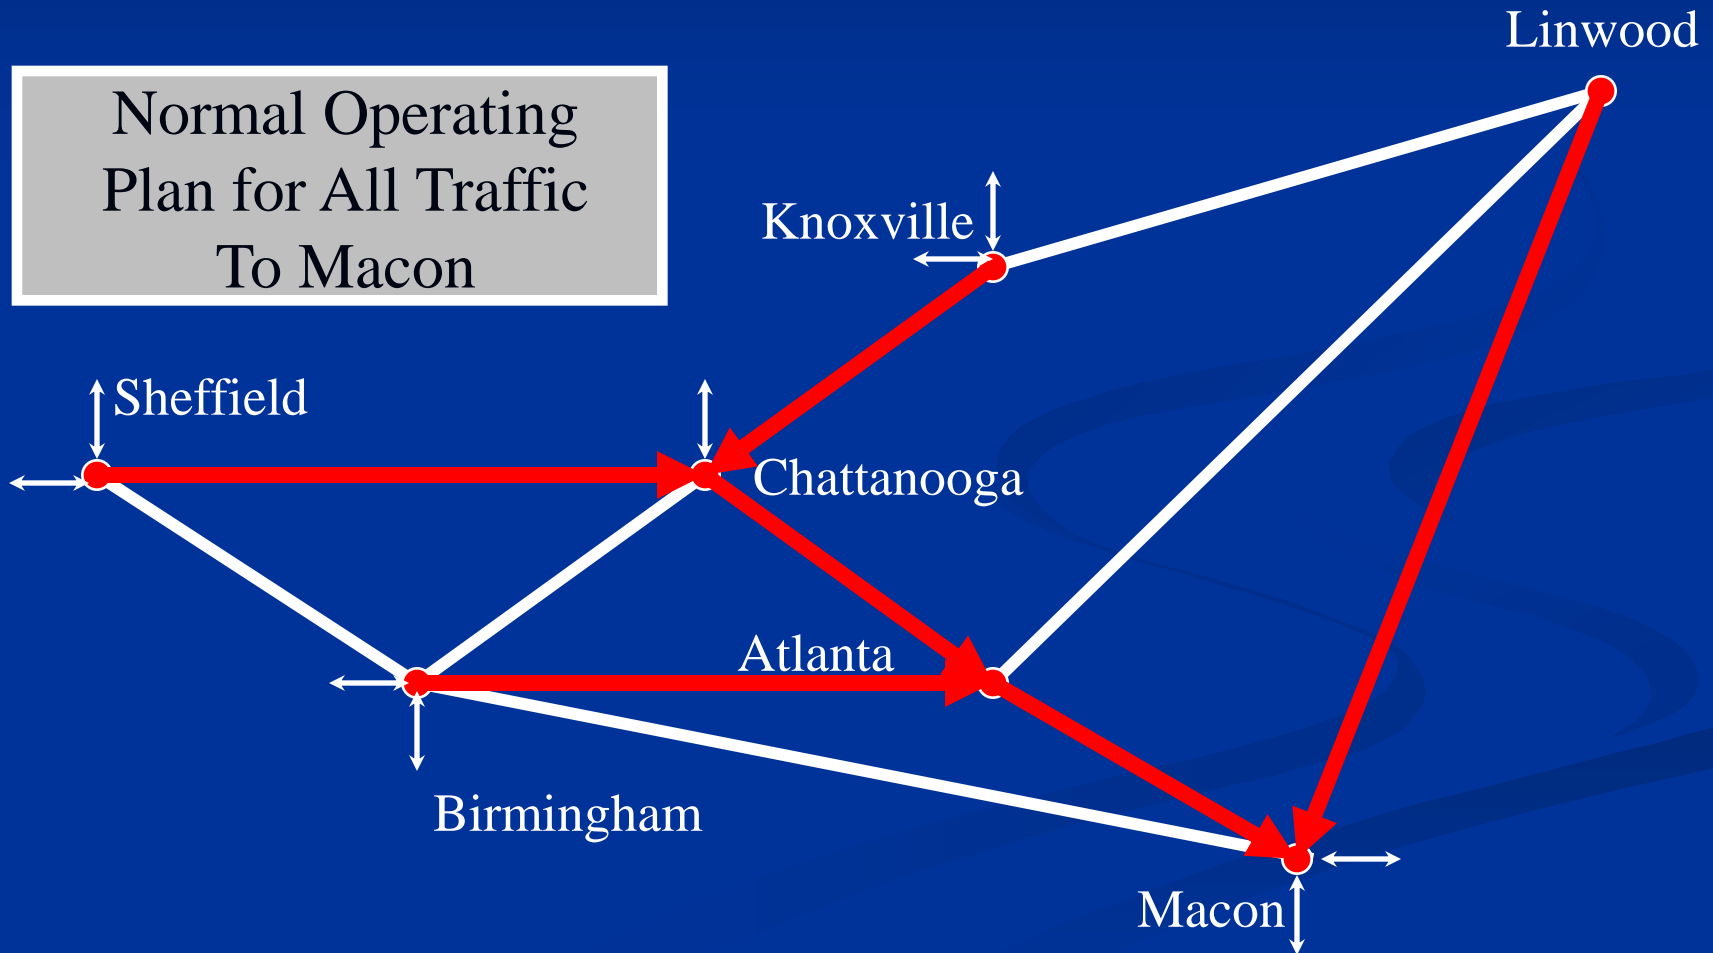 Linwood
Normal Operating
Plan for All Traffic
To Macon
Knoxville
Sheffield
Chattanooga
Atlanta
Birmingham
Macon